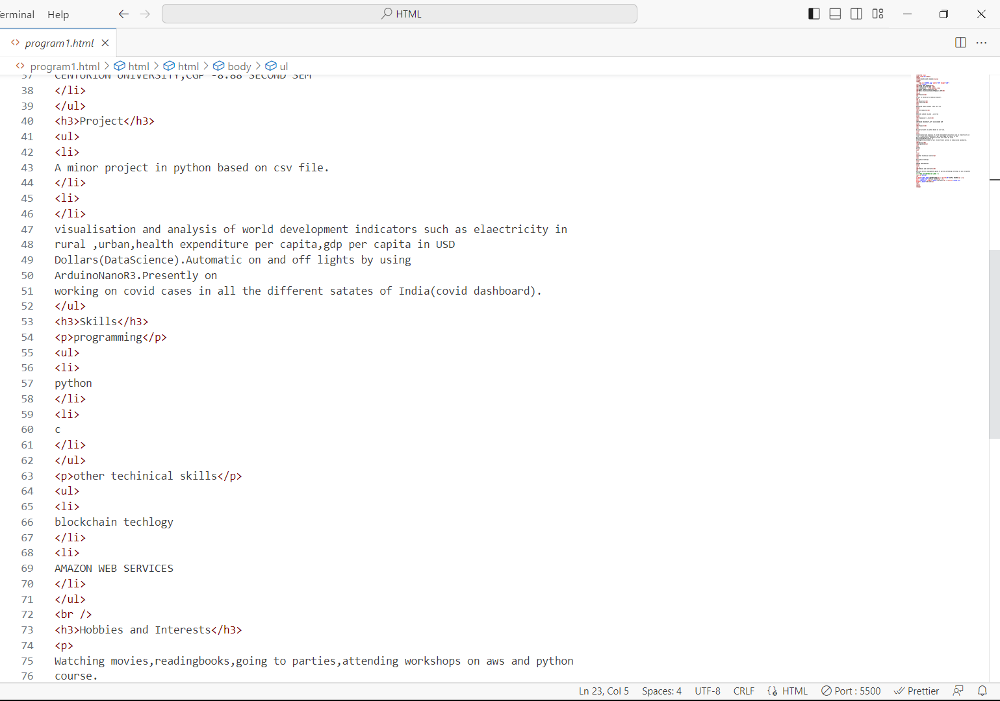 erminal Help HTML
program1.html
program1.html > html > html > body > ul
37 CENTURION UNIVERSITY,CGP -8.88 SECOND SEM
38 </li>
39 </ul>
40 <h3>Project</h3>
41 <ul>
42 <li>
43 A minor project in python based on csv file.
44 </li>
45 <li>
46 </li>
47 visualisation and analysis of world development indicators such as elaectricity in
48 rural ,urban,health expenditure per capita,gdp per capita in USD
49 Dollars(DataScience).Automatic on and off lights by using
50 ArduinoNanoR3.Presently on
51 working on covid cases in all the different satates of India(covid dashboard).
52 </ul>
53 <h3>Skills</h3>
54 <p>programming</p>
55 <ul>
56 <li>
57 python
58 </li>
59 <li>
60 c
61 </li>
62 </ul>
63 <p>other techinical skills</p>
64 <ul>
65 <li>
66 blockchain techlogy
67 </li>
68 <li>
69 AMAZON WEB SERVICES
70 </li>
71 </ul>
72 <br />
73 <h3>Hobbies and Interests</h3>
74 <p>
75 Watching movies,readingbooks,going to parties,attending workshops on aws and python
76 course.
Ln 23, Col 5 Spaces: 4 UTF-8 CRLF HTML Port : 5500 Prettier